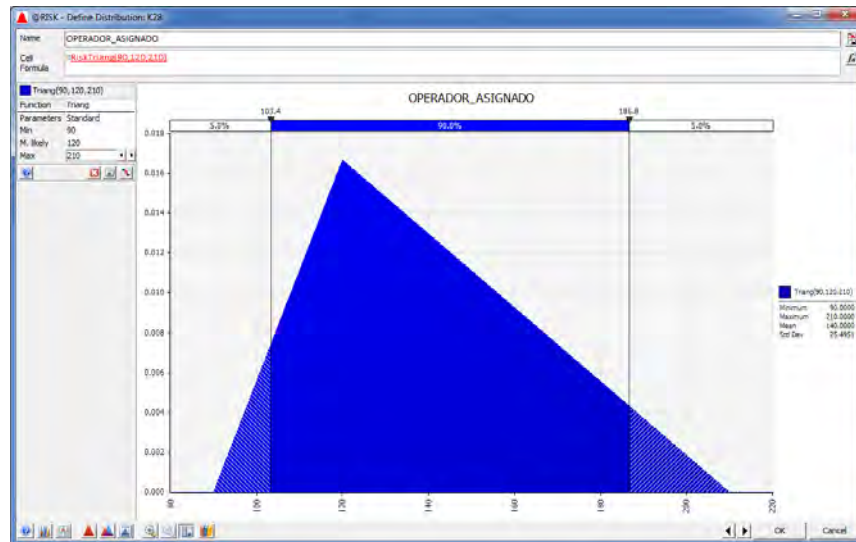 @RISK - Define Distribution: K28
Name OPERADOR_ASIGNADO
Cell Formula =RiskTriang(90,120,210)
Triang(90,120,210)
Function Triang
Parameters Standard
Min 90
M. likely 120
Max 210
OPERADOR_ASIGNADO
103.4 186.8
5.0% 90.0% 5.0%
0.018
0.016
0.014
0.012
0.010
0.008
0.006
0.004
0.002
0.000
80 100 120 140 160 180 200 220
Triang(90,120,210)
Minimum 90.0000
Maximum 210.0000
Mean 140.0000
Std Dev 25.4951
OK Cancel